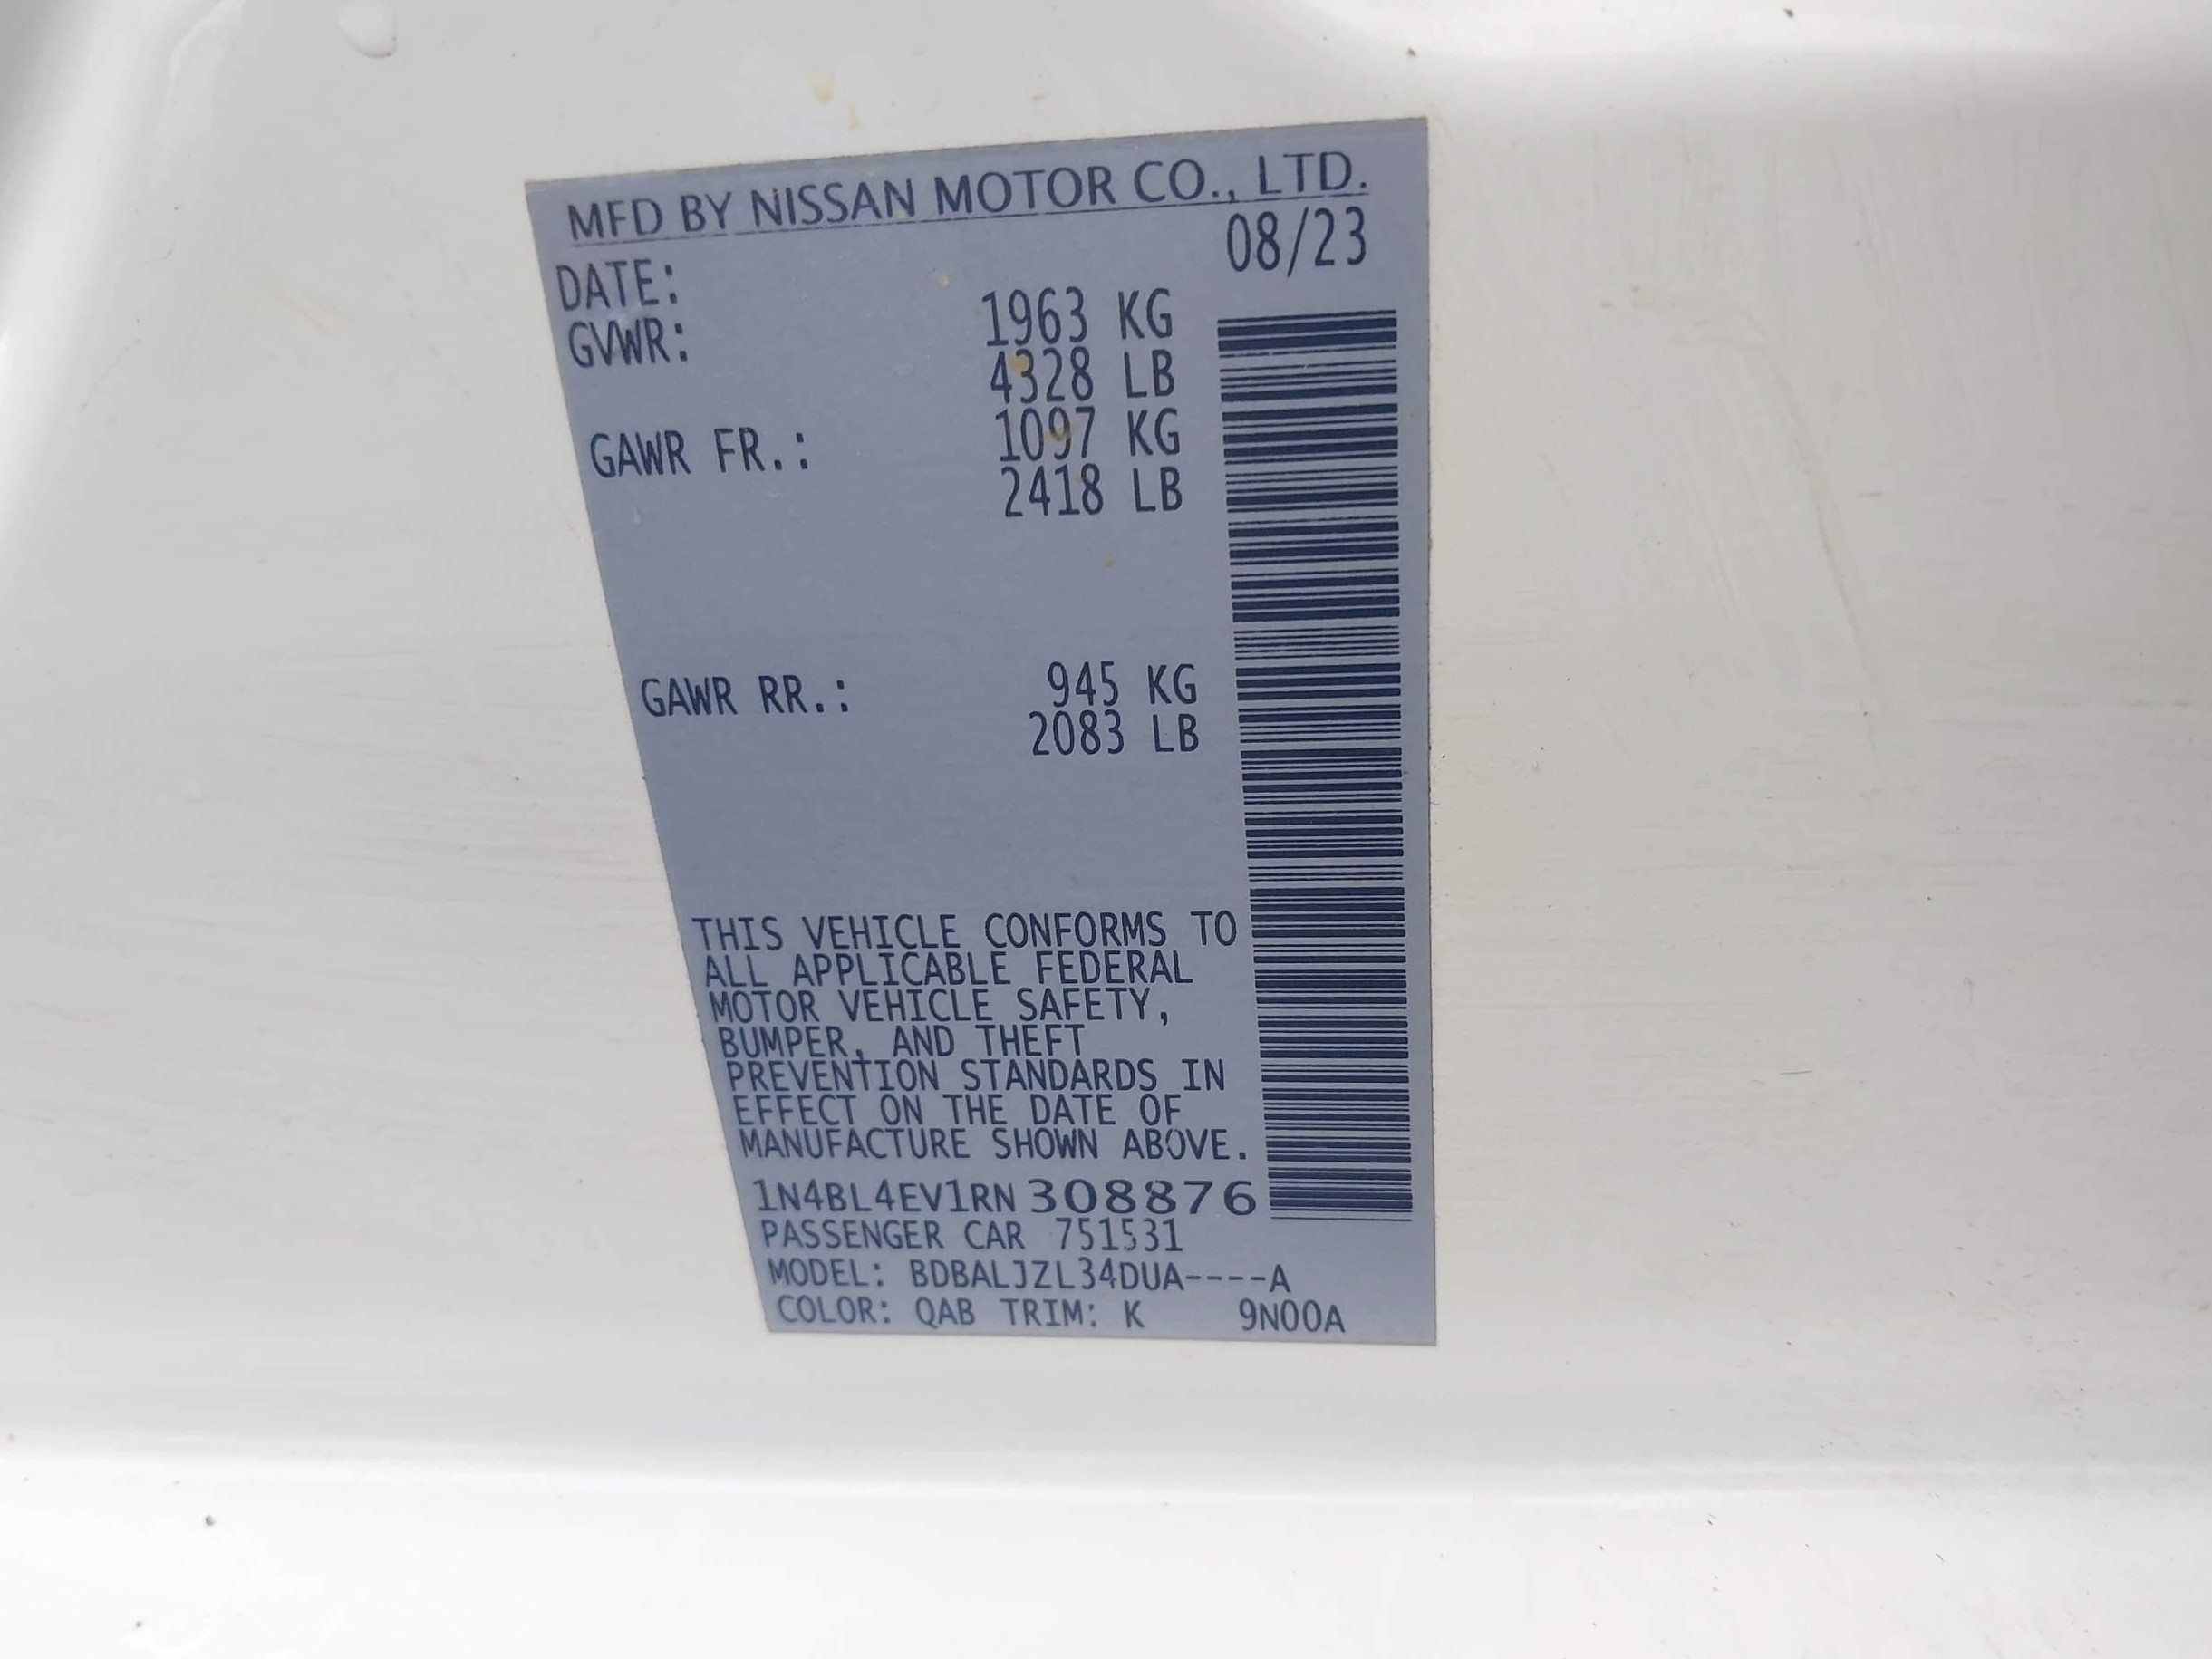 MFD BY NISSAN MOTOR CO., LTD.
DATE: 08/23
GVWR: 1963 KG
4328 LB
GAWR FR.: 1097 KG
2418 LB
GAWR RR.: 945 KG
2083 LB
THIS VEHICLE CONFORMS TO
ALL APPLICABLE FEDERAL
MOTOR VEHICLE SAFETY,
BUMPER, AND THEFT
PREVENTION STANDARDS IN
EFFECT ON THE DATE OF
MANUFACTURE SHOWN ABOVE.
1N4BL4EV1RN308876
PASSENGER CAR 751531
MODEL: BDBALJZL34DUA----A
COLOR: QAB TRIM: K 9N00A